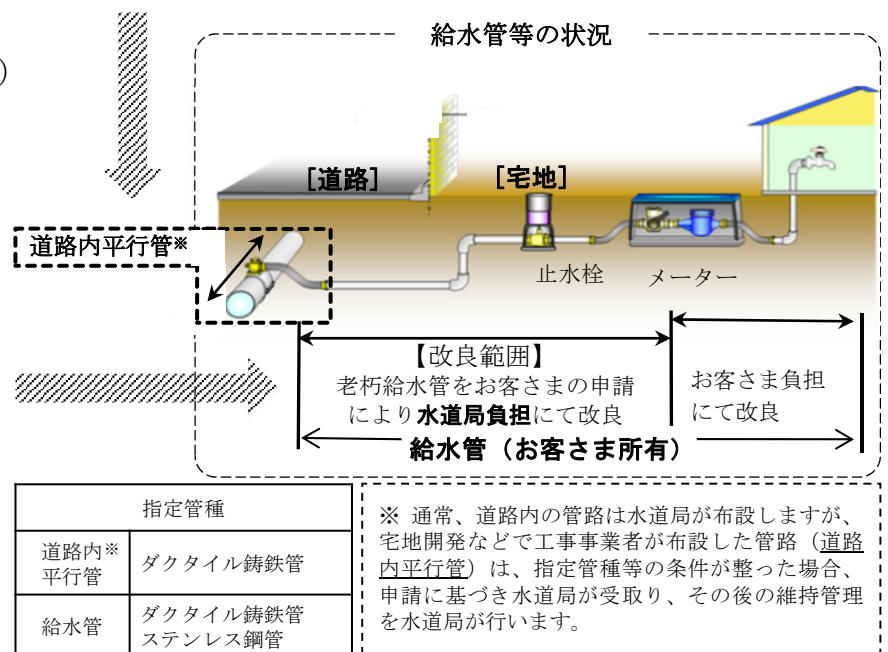 給水管等の状況
)
[道路]
[宅地]
道路内平行管※
止水栓
メーター
【改良範囲】
老朽給水管をお客さまの申請
により水道局負担にて改良
お客さま負担
にて改良
給水管（お客さま所有）
指定管種
道路内※
平行管
ダクタイル鋳鉄管
給水管
ダクタイル鋳鉄管
ステンレス鋼管
※ 通常、道路内の管路は水道局が布設しますが、
宅地開発などで工事事業者が布設した管路（道路
内平行管）は、指定管種等の条件が整った場合、
申請に基づき水道局が受取り、その後の維持管理
を水道局が行います。